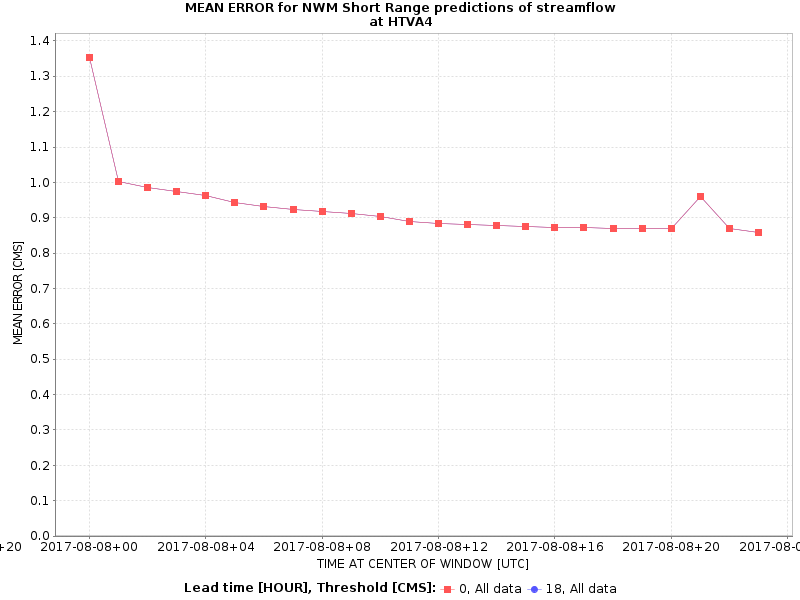 MEAN ERROR for NWM Short Range predictions of streamflow
at HTVA4
1.4
1.3
1.2
1.1
1.0
0.9
0.8
0.7
0.6
0.5
0.4
0.3
0.2
0.1
0.0
MEAN ERROR [CMS]
+20 2017-08-08+00 2017-08-08+04 2017-08-08+08 2017-08-08+12 2017-08-08+16 2017-08-08+20 2017-08-0
TIME AT CENTER OF WINDOW [UTC]
Lead time [HOUR], Threshold [CMS]: 0, All data 18, All data